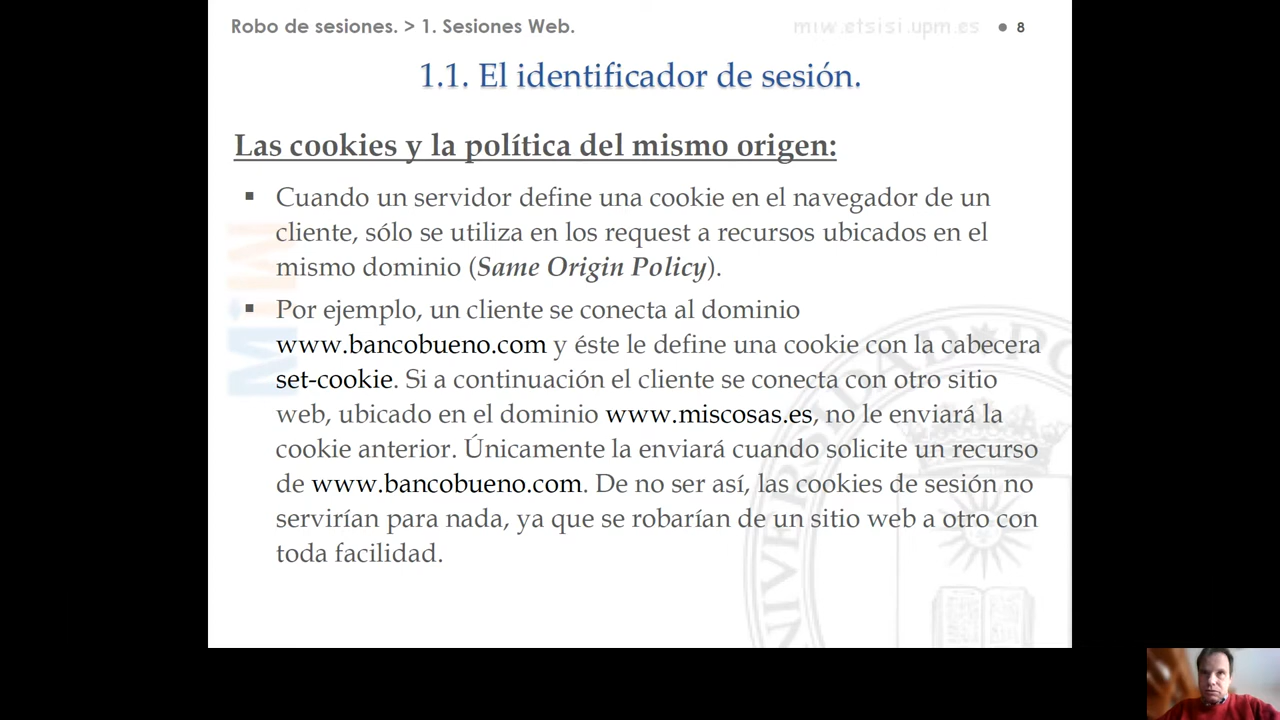 Robo de sesiones. > 1. Sesiones Web.
miw.etsisi.upm.es ● 8
1.1. El identificador de sesión.
Las cookies y la política del mismo origen:
▪ Cuando un servidor define una cookie en el navegador de un
cliente, sólo se utiliza en los request a recursos ubicados en el
mismo dominio (Same Origin Policy).
▪ Por ejemplo, un cliente se conecta al dominio
www.bancobueno.com y éste le define una cookie con la cabecera
set-cookie. Si a continuación el cliente se conecta con otro sitio
web, ubicado en el dominio www.miscosas.es, no le enviará la
cookie anterior. Únicamente la enviará cuando solicite un recurso
de www.bancobueno.com. De no ser así, las cookies de sesión no
servirían para nada, ya que se robarían de un sitio web a otro con
toda facilidad.
MIW
UNIVERSIDAD PO